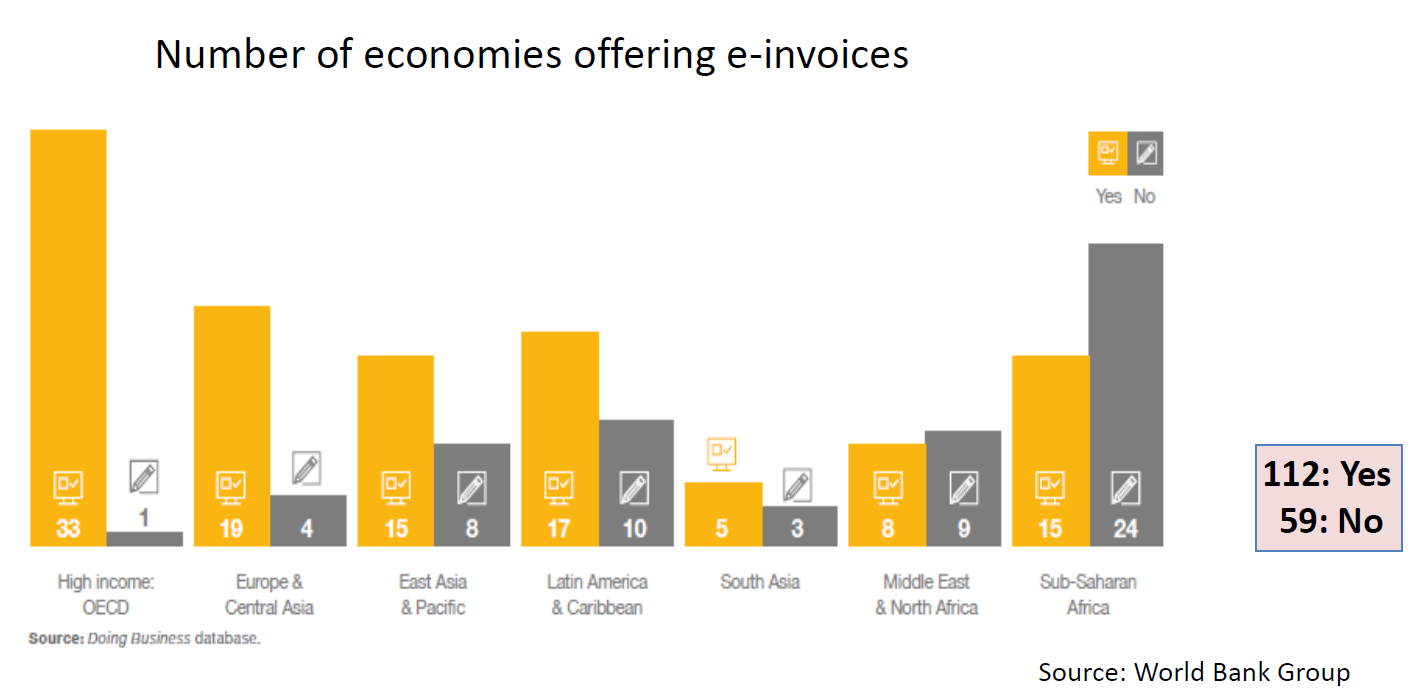 Number of economies offering e-invoices
Yes No
33
1
19
4
15
8
17
10
5
3
8
9
15
24
High income:
OECD
Europe &
Central Asia
East Asia
& Pacific
Latin America
& Caribbean
South Asia
Middle East
& North Africa
Sub-Saharan
Africa
112: Yes
59: No
Source: Doing Business database.
Source: World Bank Group